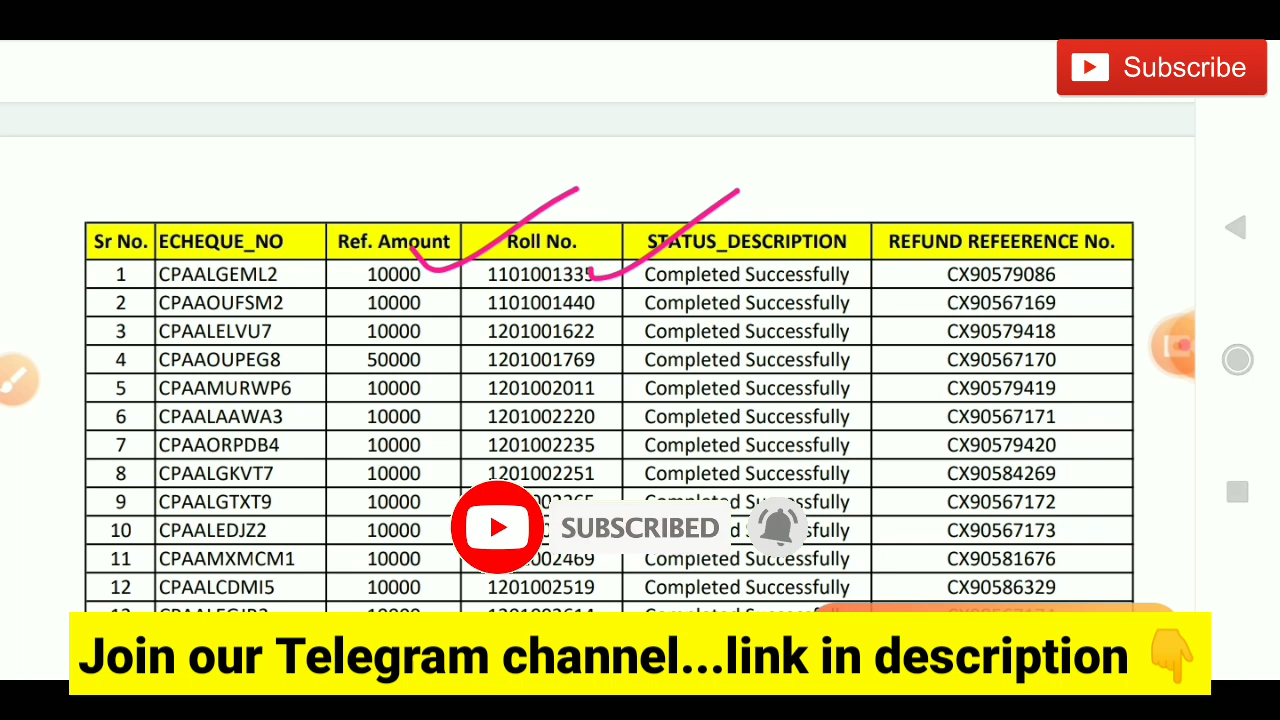 Subscribe
Sr No. ECHEQUE_NO Ref. Amount Roll No. STATUS_DESCRIPTION REFUND REFEERENCE No.
1 CPAALGEML2 10000 1101001335 Completed Successfully CX90579086
2 CPAAOUFSM2 10000 1101001440 Completed Successfully CX90567169
3 CPAALELVU7 10000 1201001622 Completed Successfully CX90579418
4 CPAAOUPEG8 50000 1201001769 Completed Successfully CX90567170
5 CPAAMURWP6 10000 1201002011 Completed Successfully CX90579419
6 CPAALAAWA3 10000 1201002220 Completed Successfully CX90567171
7 CPAAORPDB4 10000 1201002235 Completed Successfully CX90579420
8 CPAALGKVT7 10000 1201002251 Completed Successfully CX90584269
9 CPAALGTXT9 10000 Completed Successfully CX90567172
10 CPAALEDJZ2 10000 CX90567173
11 CPAAMXMCM1 10000 Completed Successfully CX90581676
12 CPAALCDMI5 10000 1201002519 Completed Successfully CX90586329
SUBSCRIBED
Join our Telegram channel...link in description